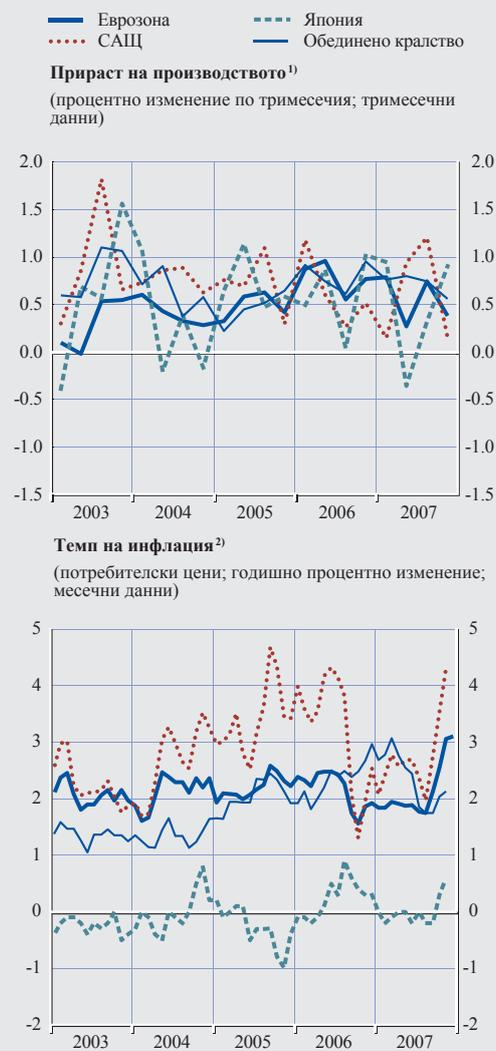 Еврозона Япония
САЩ Обединено кралство
Прираст на производството¹⁾
(процентно изменение по тримесечия; тримесечни
данни)
2.0 2.0
1.5 1.5
1.0 1.0
0.5 0.5
0.0 0.0
-0.5 -0.5
-1.0 -1.0
-1.5 -1.5
2003 2004 2005 2006 2007
Темп на инфлация²⁾
(потребителски цени; годишно процентно изменение;
месечни данни)
5 5
4 4
3 3
2 2
1 1
0 0
-1 -1
-2 -2
2003 2004 2005 2006 2007